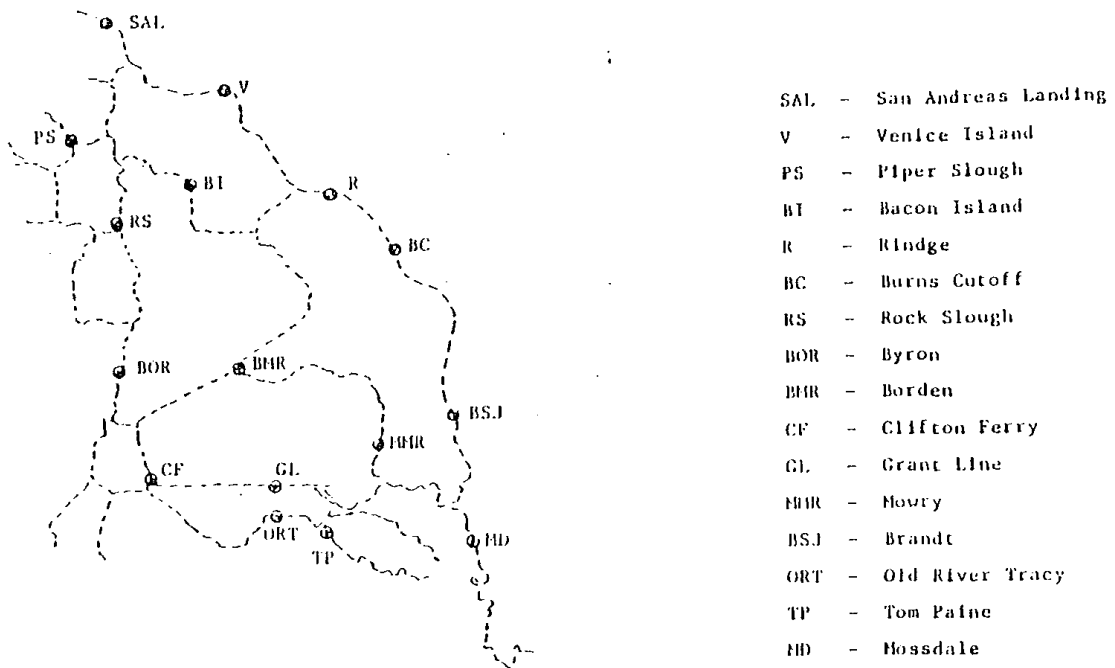 SAL
V
PS
BI
R
RS
BC
BOR
BMR
BSJ
MMR
CF
GL
ORT
TP
MD
SAL - San Andreas Landing
V - Venice Island
PS - Piper Slough
BI - Bacon Island
R - Rindge
BC - Burns Cutoff
RS - Rock Slough
BOR - Byron
BMR - Borden
CF - Clifton Ferry
GL - Grant Line
MMR - Mowry
BSJ - Brandt
ORT - Old River Tracy
TP - Tom Paine
MD - Mossdale